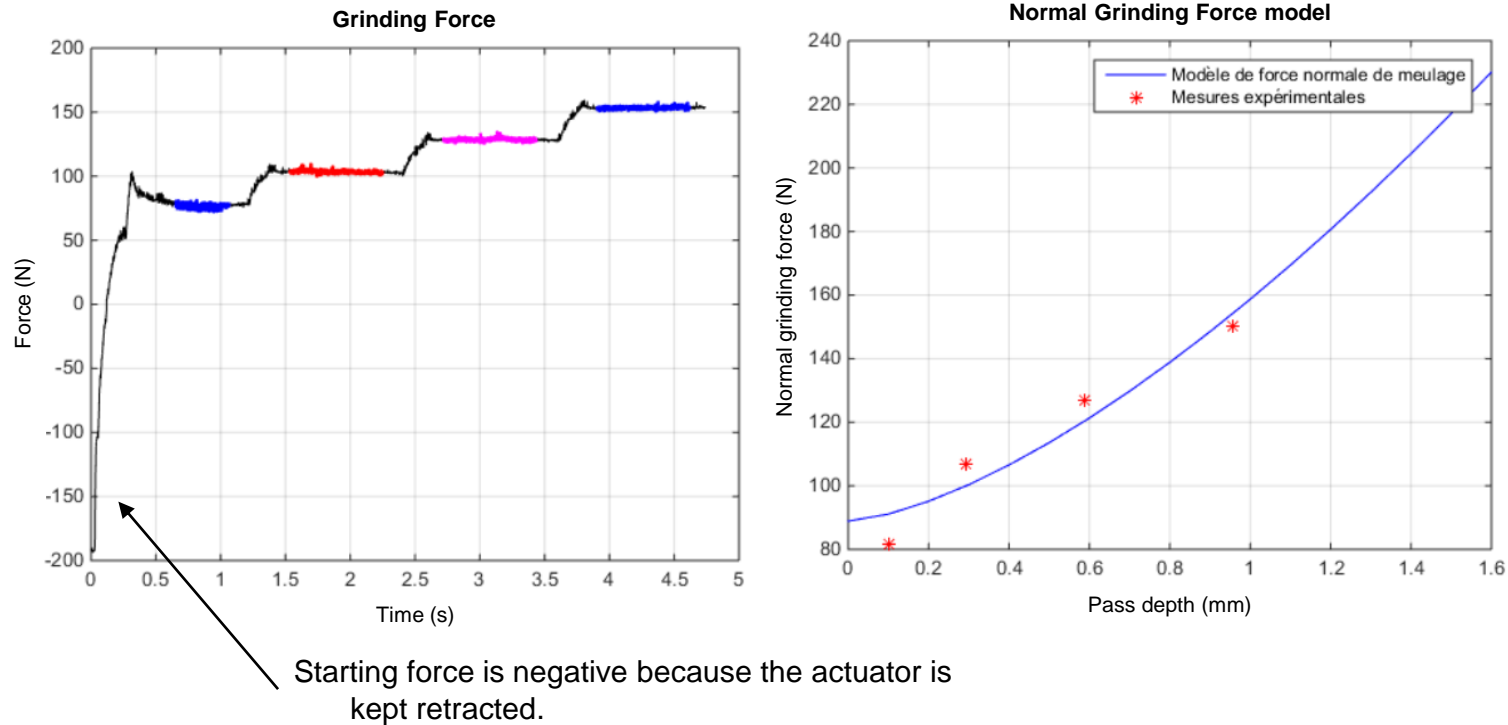 Grinding Force
200
150
100
50
0
-50
-100
-150
-200
Force (N)
0 0.5 1 1.5 2 2.5 3 3.5 4 4.5 5
Time (s)
Normal Grinding Force model
240
220
200
180
160
140
120
100
80
Normal grinding force (N)
Modèle de force normale de meulage
Mesures expérimentales
0 0.2 0.4 0.6 0.8 1 1.2 1.4 1.6
Pass depth (mm)
Starting force is negative because the actuator is
kept retracted.